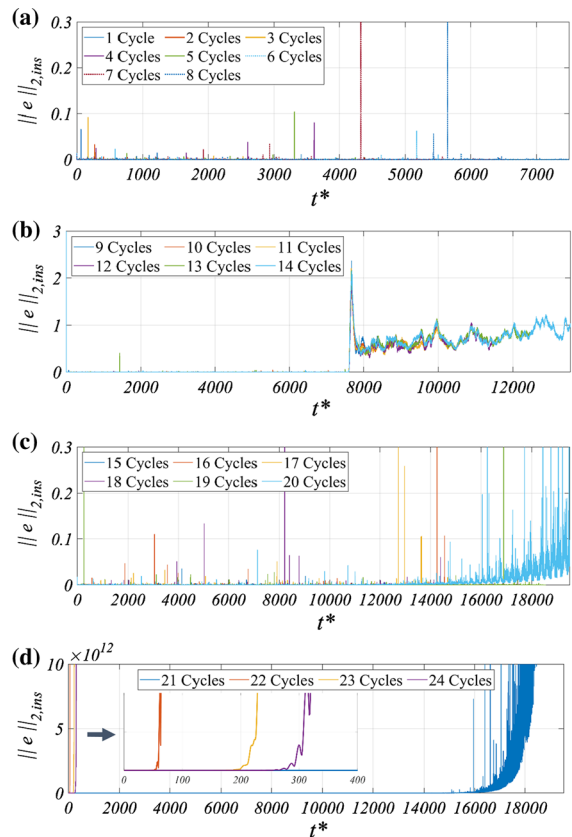 (a)
0.3
1 Cycle 2 Cycles 3 Cycles
4 Cycles 5 Cycles 6 Cycles
7 Cycles 8 Cycles
0.2
|| e ||2,ins
0.1
0
0 1000 2000 3000 4000 5000 6000 7000
t*
(b)
3
9 Cycles 10 Cycles 11 Cycles
12 Cycles 13 Cycles 14 Cycles
2
|| e ||2,ins
1
0
0 2000 4000 6000 8000 10000 12000
t*
(c)
0.3
15 Cycles 16 Cycles 17 Cycles
18 Cycles 19 Cycles 20 Cycles
0.2
|| e ||2,ins
0.1
0
0 2000 4000 6000 8000 10000 12000 14000 16000 18000
t*
(d)
×10^12
10
21 Cycles 22 Cycles 23 Cycles 24 Cycles
|| e ||2,ins
5
0 100 200 300 400
0
0 2000 4000 6000 8000 10000 12000 14000 16000 18000
t*